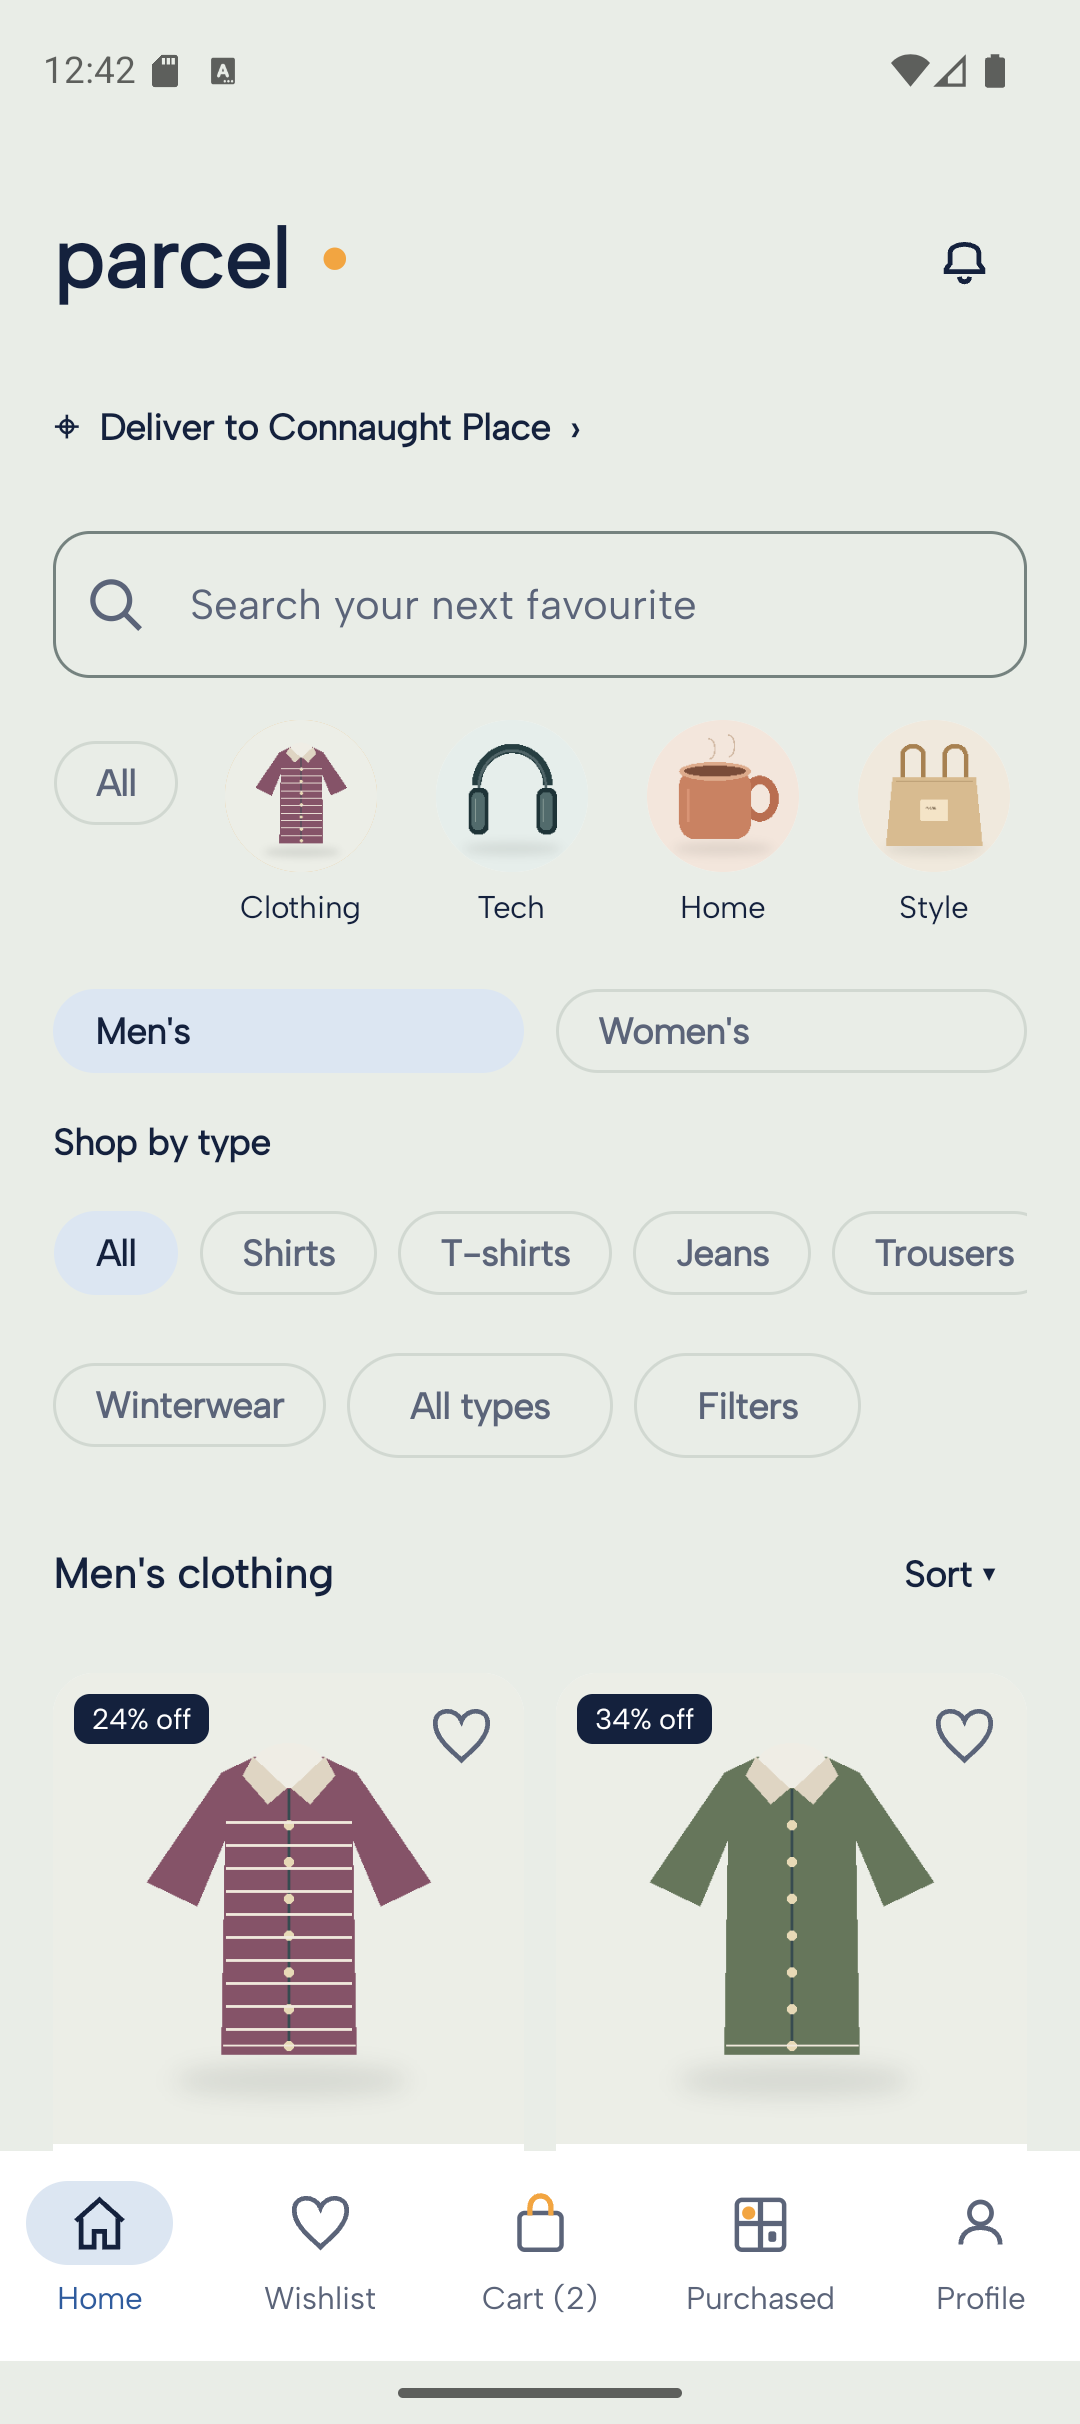 12:42
parcel
Deliver to Connaught Place ›
Search your next favourite
All
Clothing
Tech
Home
Style
Men's
Women's
Shop by type
All
Shirts
T-shirts
Jeans
Trousers
Winterwear
All types
Filters
Men's clothing
Sort ▾
24% off
34% off
Home
Wishlist
Cart (2)
Purchased
Profile